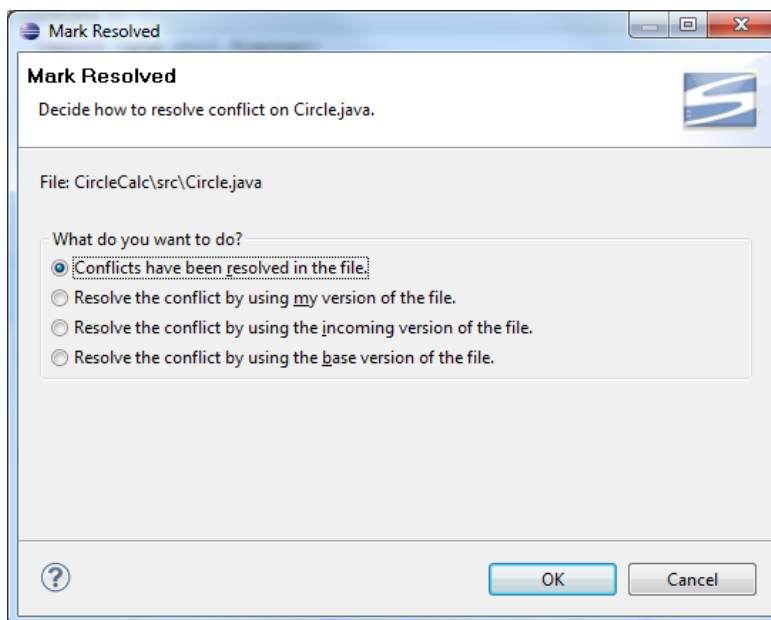 Mark Resolved
Mark Resolved
Decide how to resolve conflict on Circle.java.
File: CircleCalc\src\Circle.java
What do you want to do?
Conflicts have been resolved in the file.
Resolve the conflict by using my version of the file.
Resolve the conflict by using the incoming version of the file.
Resolve the conflict by using the base version of the file.
?
OK Cancel